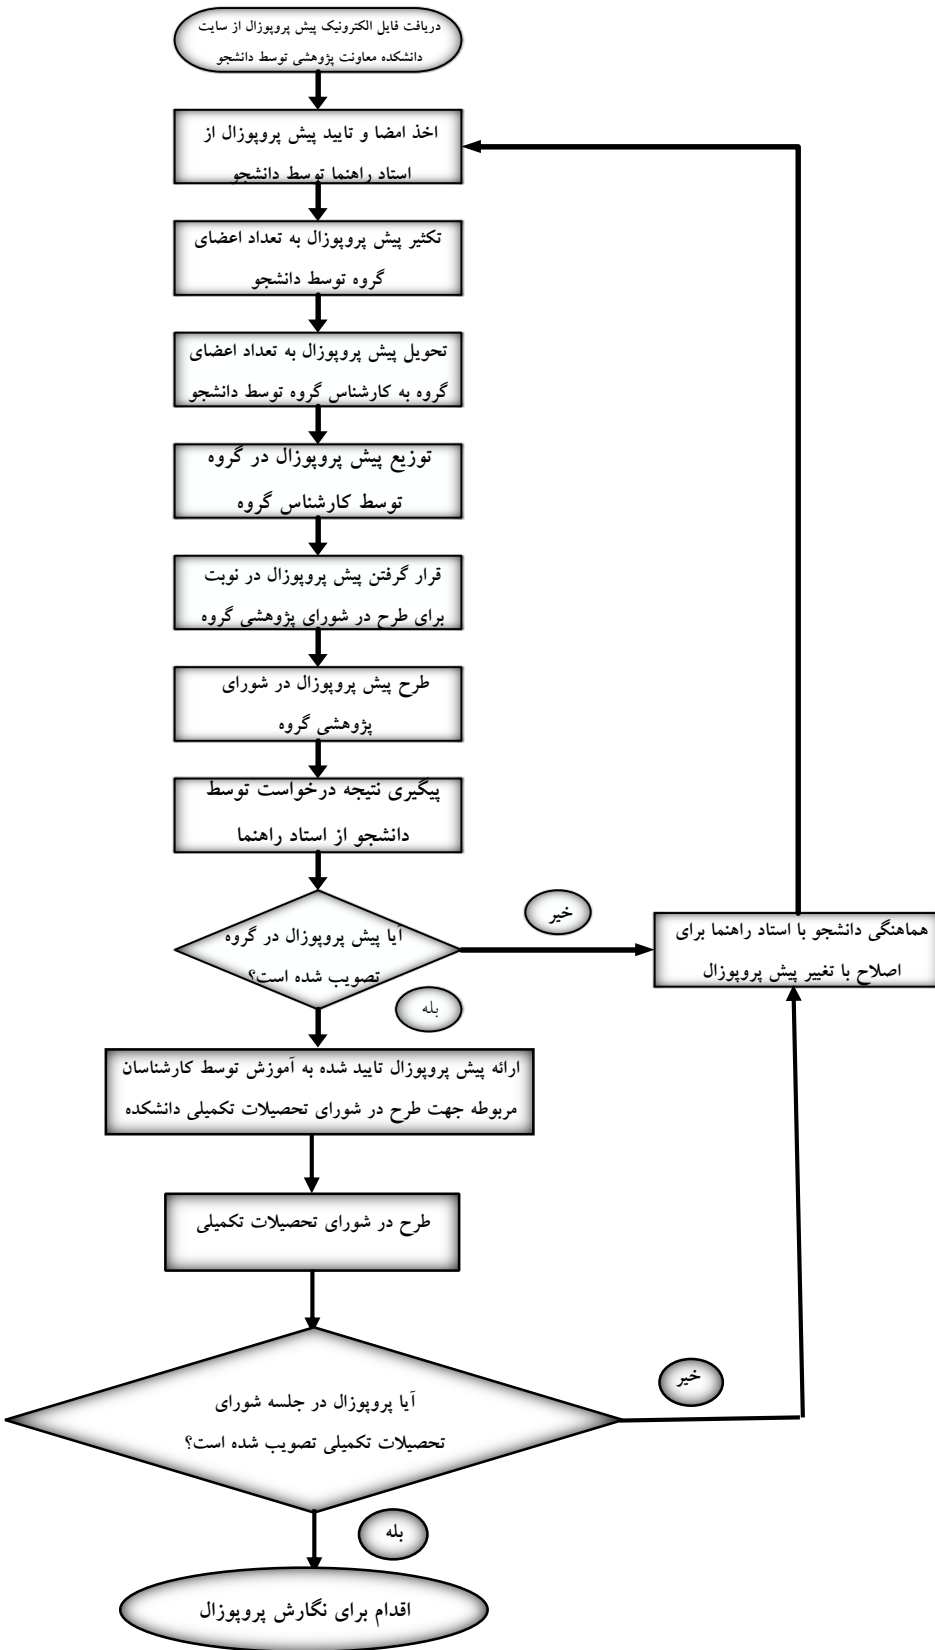 دریافت فایل الکترونیک پیش پروپوزال از سایت
دانشکده معاونت پژوهشی توسط دانشجو
اخذ امضا و تایید پیش پروپوزال از
استاد راهنما توسط دانشجو
تکثیر پیش پروپوزال به تعداد اعضای
گروه توسط دانشجو
تحویل پیش پروپوزال به تعداد اعضای
گروه به کارشناس گروه توسط دانشجو
توزیع پیش پروپوزال در گروه
توسط کارشناس گروه
قرار گرفتن پیش پروپوزال در نوبت
برای طرح در شورای پژوهشی گروه
طرح پیش پروپوزال در شورای
پژوهشی گروه
پیگیری نتیجه درخواست توسط
دانشجو از استاد راهنما
آیا پیش پروپوزال در گروه
تصویب شده است؟
خیر
هماهنگی دانشجو با استاد راهنما برای
اصلاح با تغییر پیش پروپوزال
بله
ارائه پیش پروپوزال تایید شده به آموزش توسط کارشناسان
مربوطه جهت طرح در شورای تحصیلات تکمیلی دانشکده
طرح در شورای تحصیلات تکمیلی
آیا پروپوزال در جلسه شورای
تحصیلات تکمیلی تصویب شده است؟
خیر
بله
اقدام برای نگارش پروپوزال